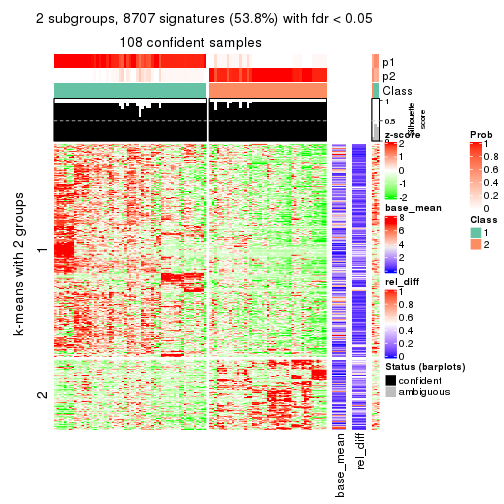 2 subgroups, 8707 signatures (53.8%) with fdr < 0.05
108 confident samples
p1
p2
Class
1
0.5
0
Silhouette
score
k-means with 2 groups
1
2
base_mean
rel_diff
z-score
2
1
0
-1
-2
base_mean
8
6
4
2
0
rel_diff
1
0.8
0.6
0.4
0.2
0
Status (barplots)
confident
ambiguous
Prob
1
0.8
0.6
0.4
0.2
0
Class
1
2